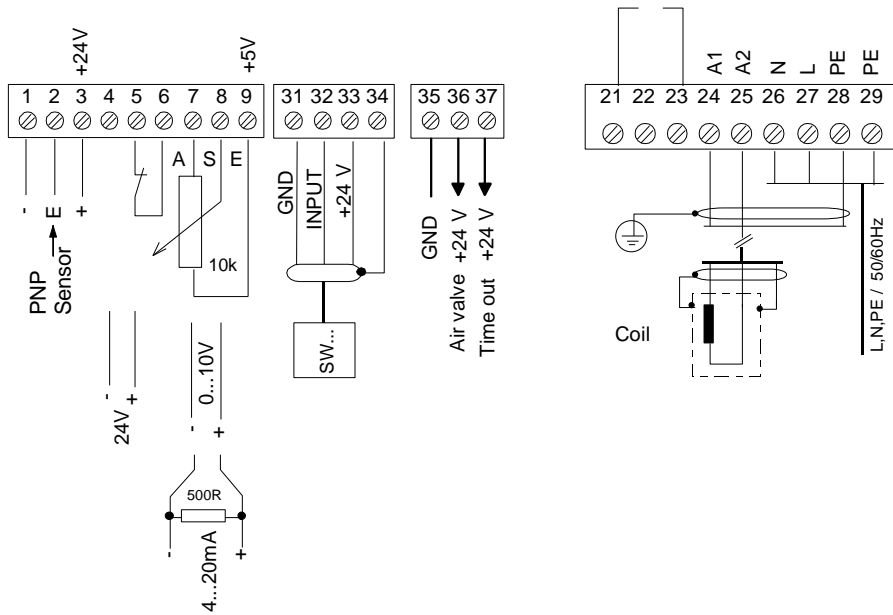 +24V
+5V
1 2 3 4 5 6 7 8 9
31 32 33 34
35 36 37
A1
A2
N
L
PE
PE
21 22 23 24 25 26 27 28 29
A S E
- E +
PNP
Sensor
10k
GND
INPUT
+24 V
SW...
GND
Air valve +24 V
Time out +24 V
- +
24V
0...10V
- +
500R
- +
4...20mA
Coil
L,N,PE / 50/60Hz